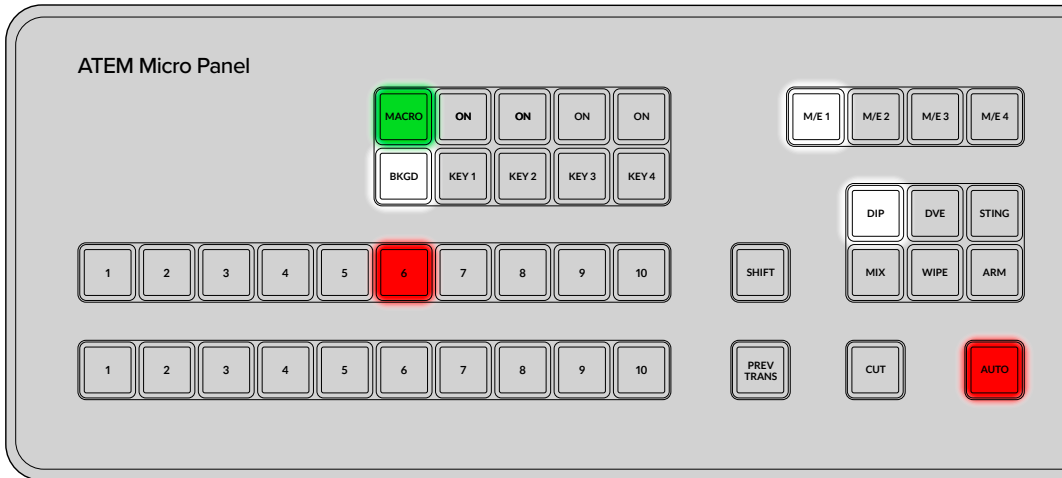 ATEM Micro Panel
MACRO ON ON ON ON
M/E 1 M/E 2 M/E 3 M/E 4
BKGD KEY 1 KEY 2 KEY 3 KEY 4
DIP DVE STING
1 2 3 4 5 6 7 8 9 10
SHIFT
MIX WIPE ARM
1 2 3 4 5 6 7 8 9 10
PREV
TRANS
CUT
AUTO